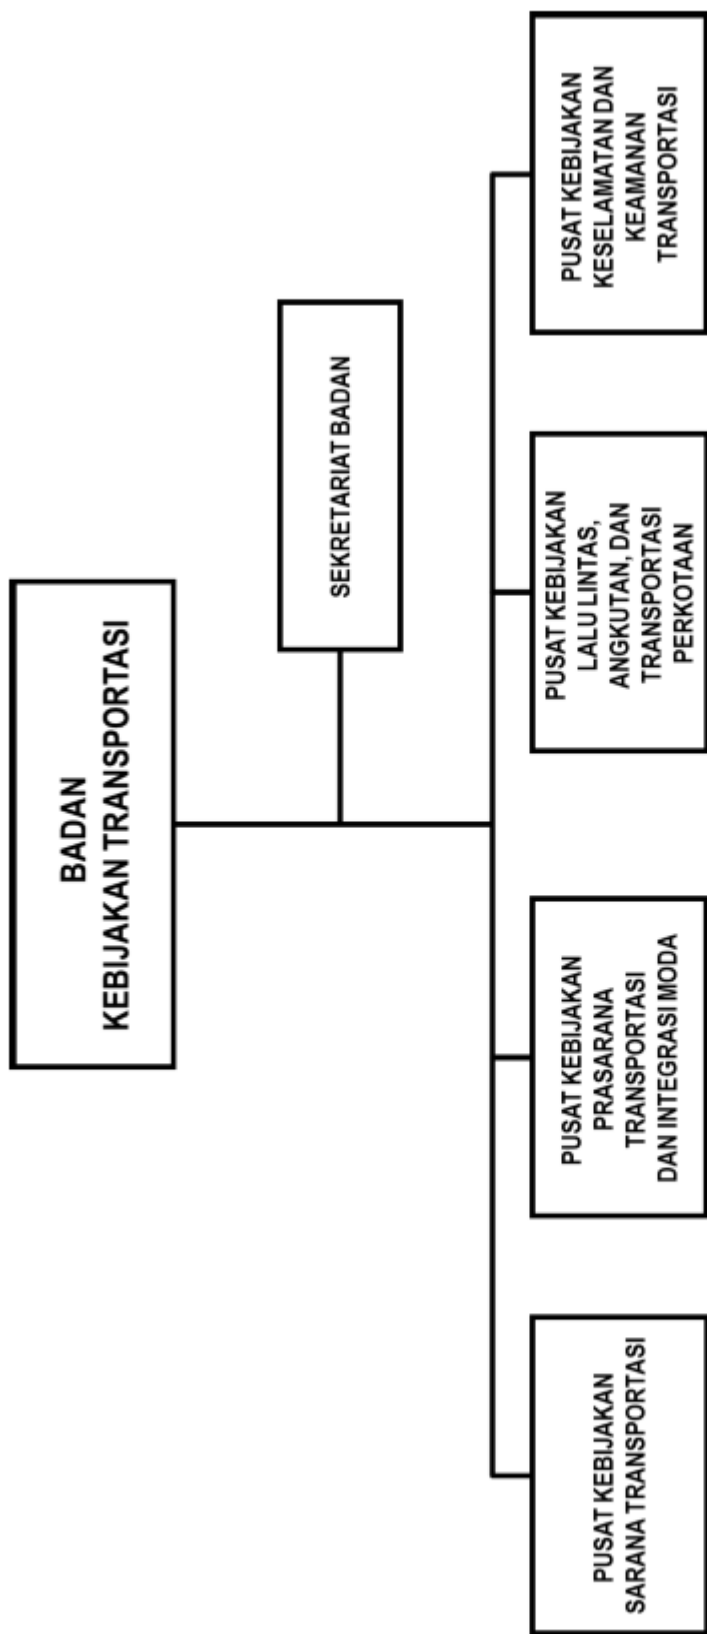 BADAN
KEBIJAKAN TRANSPORTASI
SEKRETARIAT BADAN
PUSAT KEBIJAKAN
SARANA TRANSPORTASI
PUSAT KEBIJAKAN
PRASARANA
TRANSPORTASI
DAN INTEGRASI MODA
PUSAT KEBIJAKAN
LALU LINTAS,
ANGKUTAN, DAN
TRANSPORTASI
PERKOTAAN
PUSAT KEBIJAKAN
KESELAMATAN DAN
KEAMANAN
TRANSPORTASI